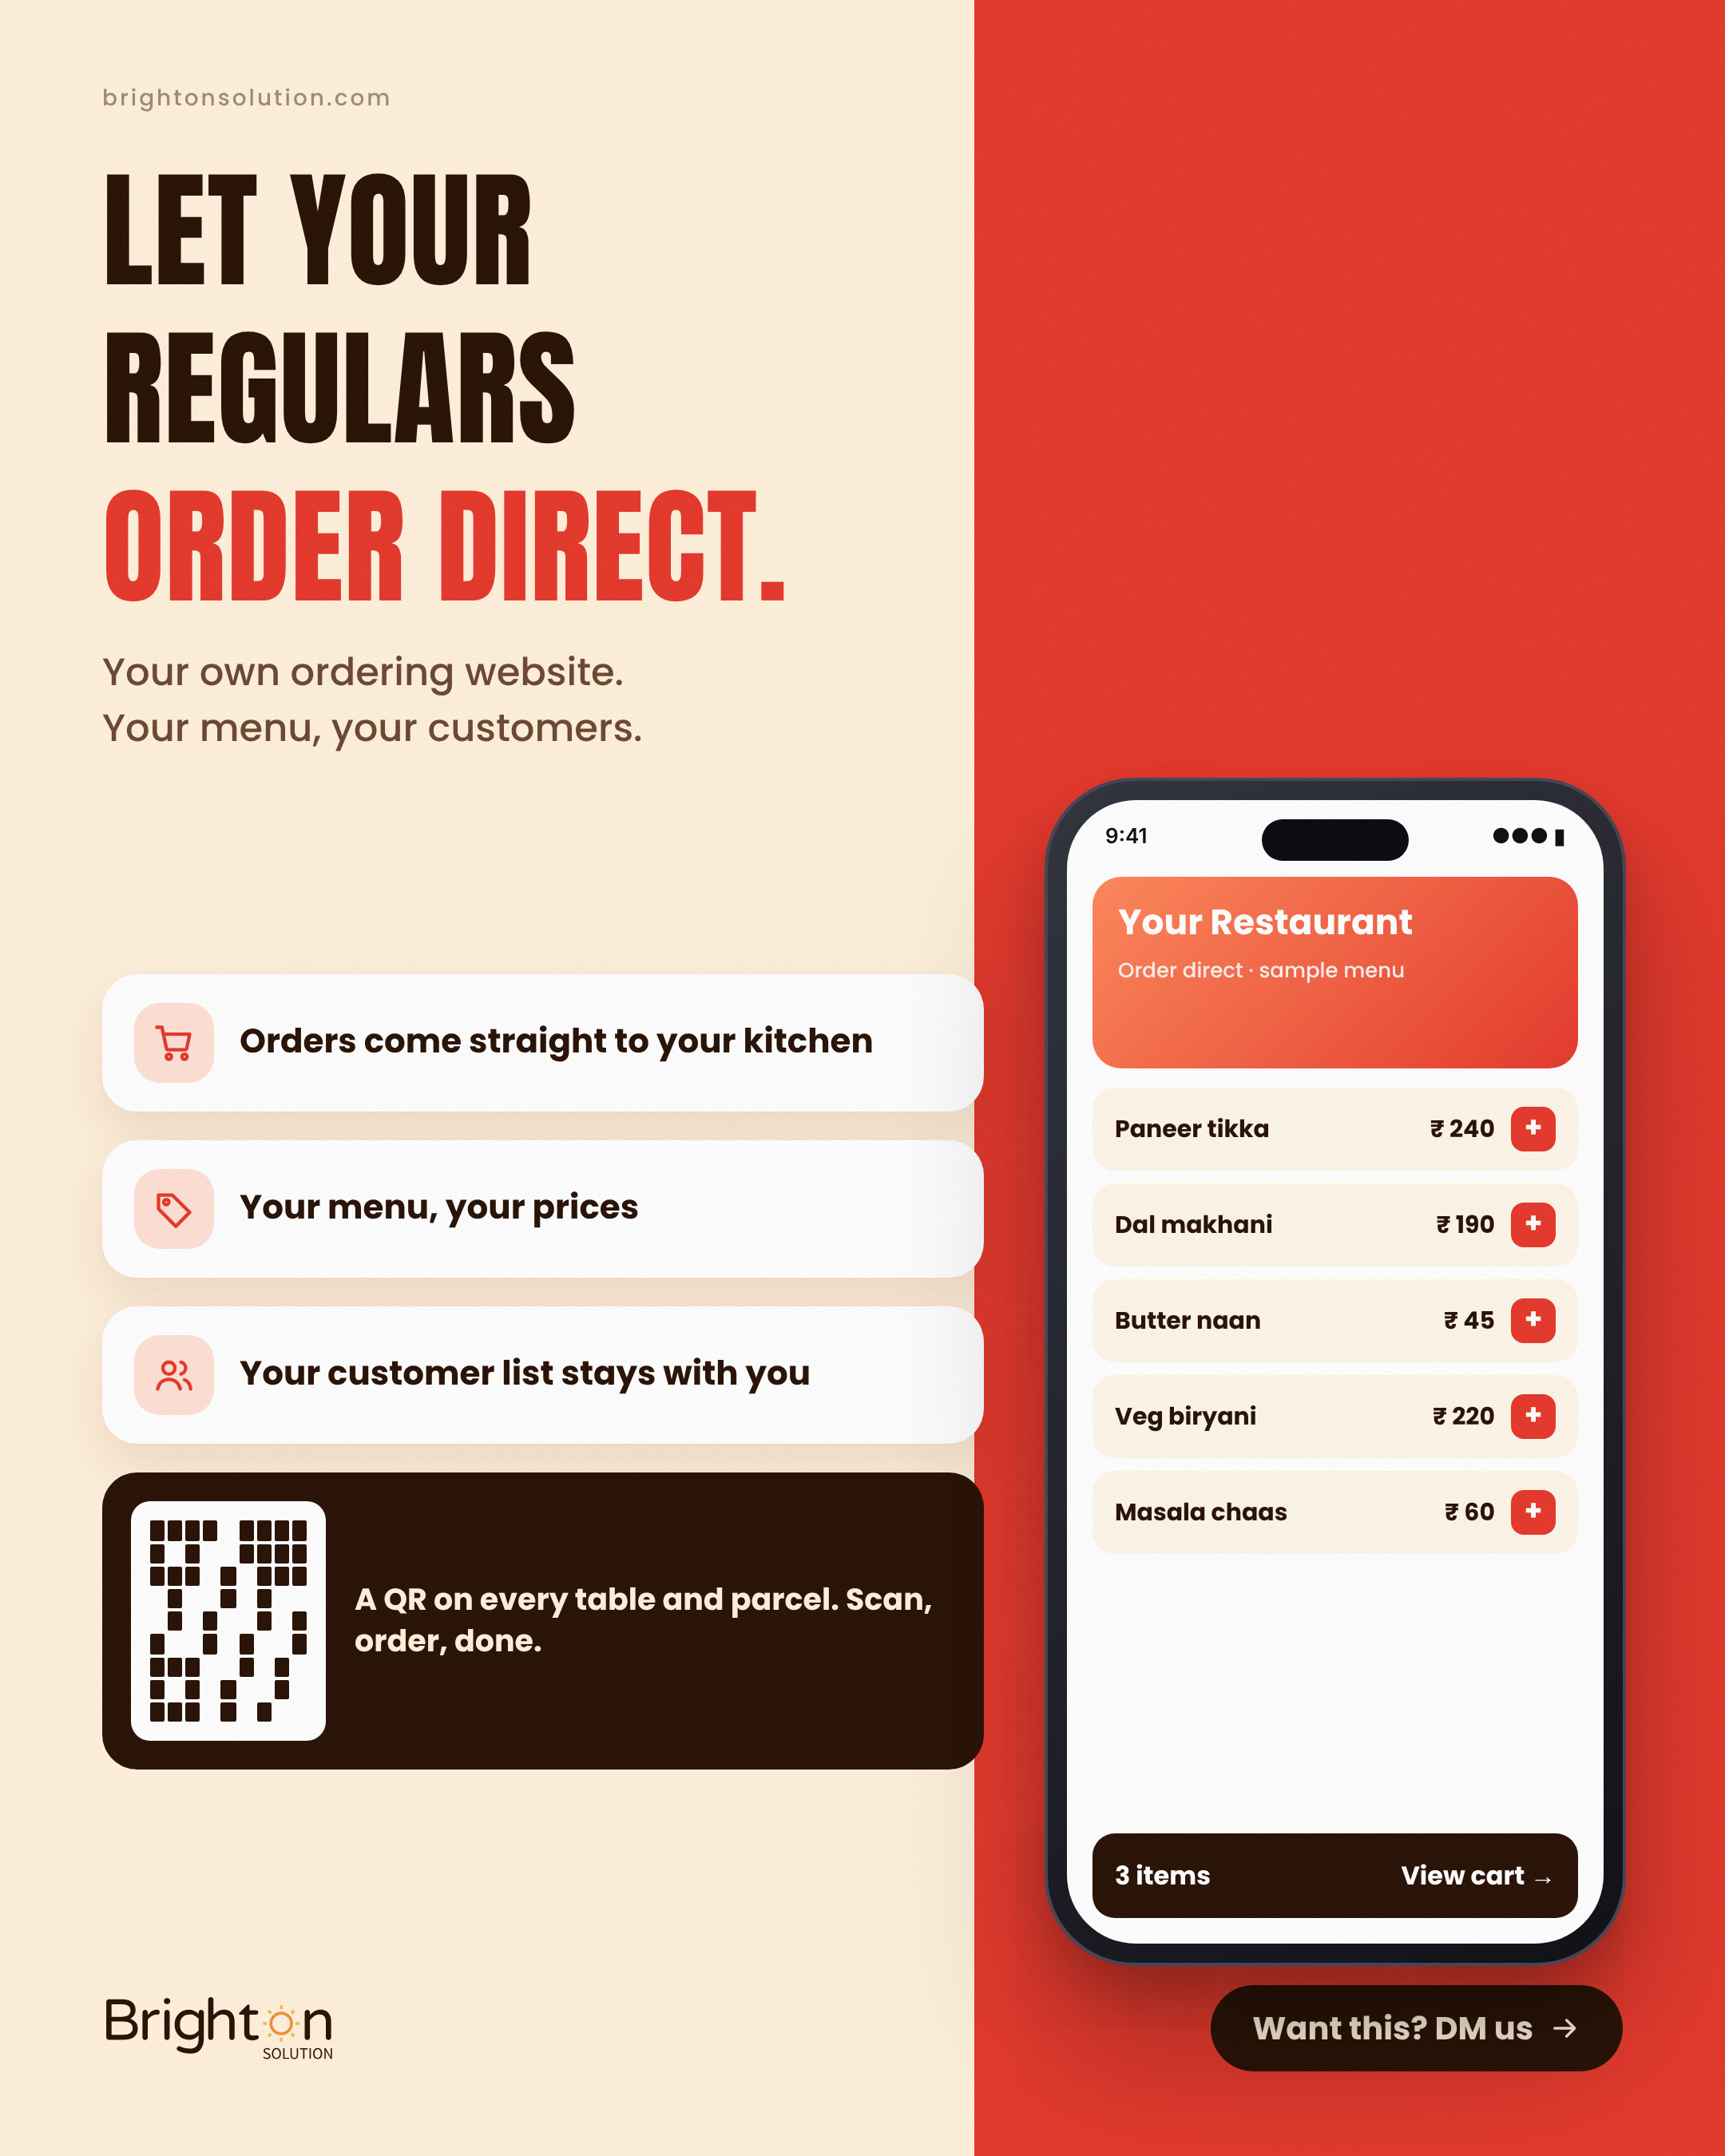 brightonsolution.com
LET YOUR
REGULARS
ORDER DIRECT.
Your own ordering website.
Your menu, your customers.
Orders come straight to your kitchen
Your menu, your prices
Your customer list stays with you
A QR on every table and parcel. Scan,
order, done.
9:41
Your Restaurant
Order direct · sample menu
Paneer tikka ₹ 240 +
Dal makhani ₹ 190 +
Butter naan ₹ 45 +
Veg biryani ₹ 220 +
Masala chaas ₹ 60 +
3 items View cart →
Brighton
SOLUTION
Want this? DM us →